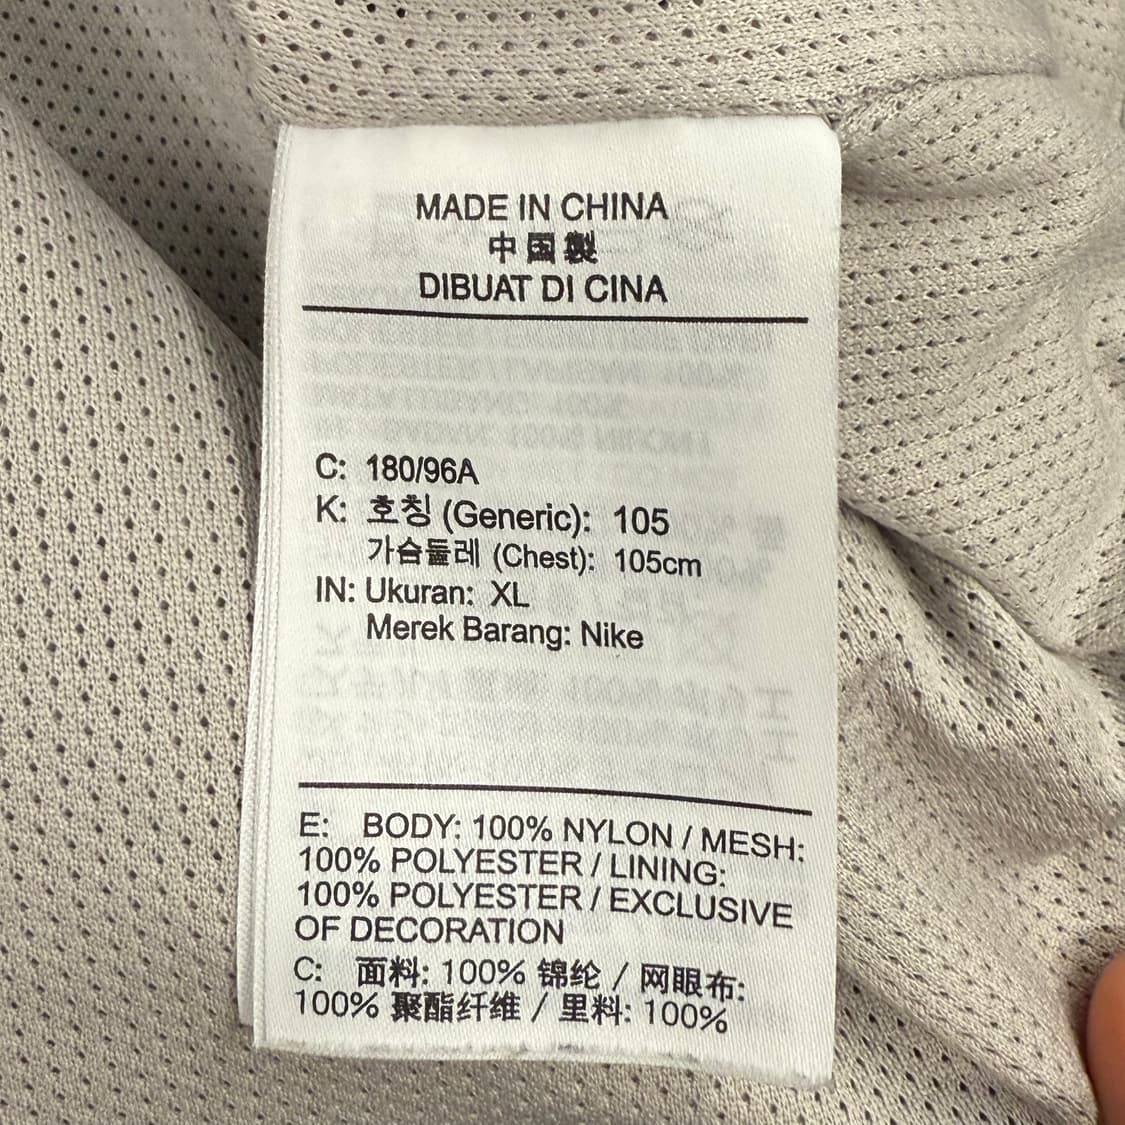 MADE IN CHINA
中国製
DIBUAT DI CINA
C: 180/96A
K: 호칭 (Generic): 105
가슴둘레 (Chest): 105cm
IN: Ukuran: XL
Merek Barang: Nike
E: BODY: 100% NYLON / MESH:
100% POLYESTER / LINING:
100% POLYESTER / EXCLUSIVE
OF DECORATION
C: 面料: 100% 锦纶 / 网眼布:
100% 聚酯纤维 / 里料: 100%